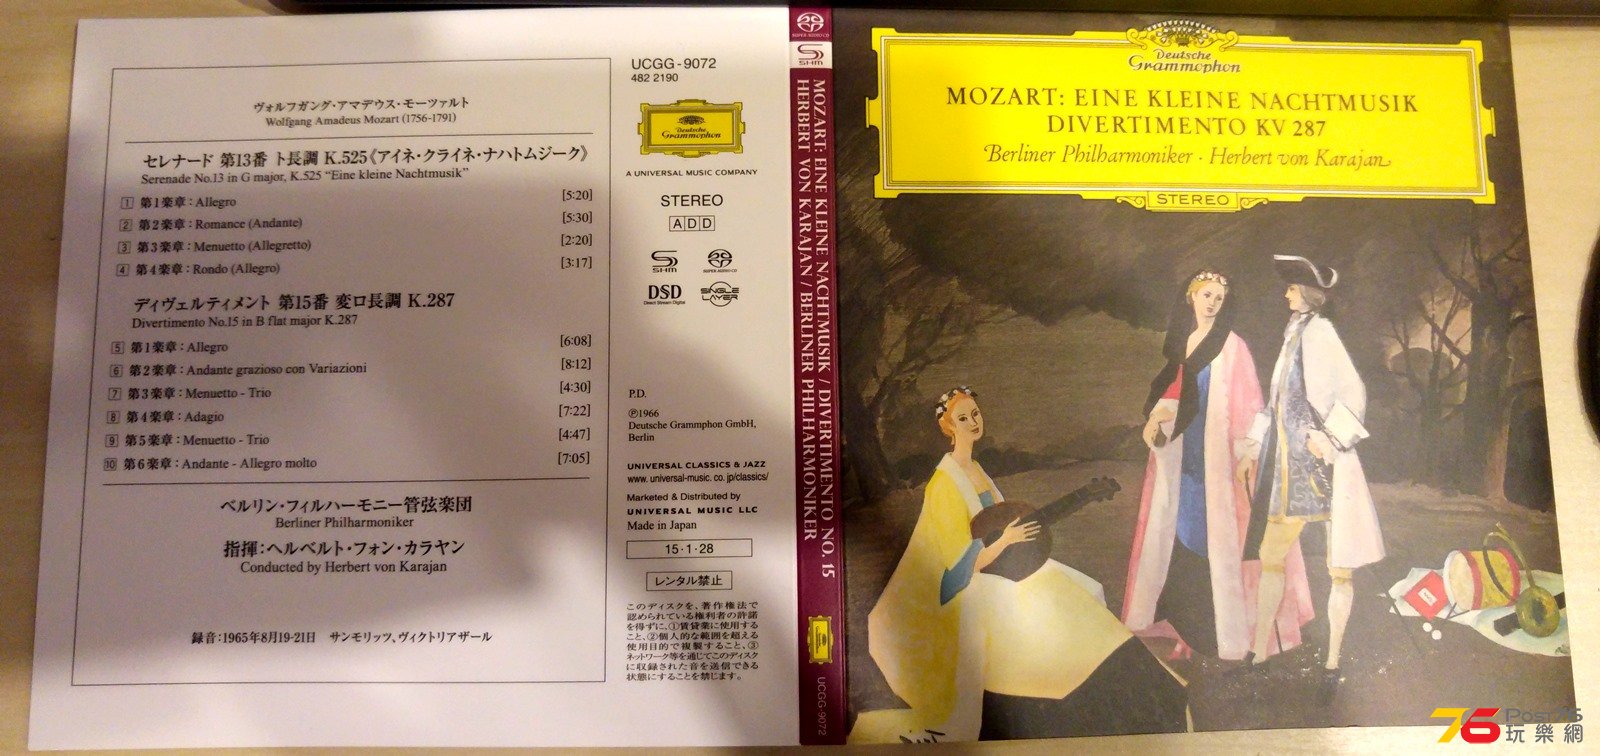 ヴォルフガング・アマデウス・モーツァルト
Wolfgang Amadeus Mozart (1756-1791)
セレナード 第13番 ト長調 K.525《アイネ・クライネ・ナハトムジーク》
Serenade No.13 in G major, K.525 “Eine kleine Nachtmusik”
1 第1楽章：Allegro [5:20]
2 第2楽章：Romance (Andante) [5:30]
3 第3楽章：Menuetto (Allegretto) [2:20]
4 第4楽章：Rondo (Allegro) [3:17]
ディヴェルティメント 第15番 変ロ長調 K.287
Divertimento No.15 in B flat major K.287
5 第1楽章：Allegro [6:08]
6 第2楽章：Andante grazioso con Variazioni [8:12]
7 第3楽章：Menuetto - Trio [4:30]
8 第4楽章：Adagio [7:22]
9 第5楽章：Menuetto - Trio [4:47]
10 第6楽章：Andante - Allegro molto [7:05]
ベルリン・フィルハーモニー管弦楽団
Berliner Philharmoniker
指揮：ヘルベルト・フォン・カラヤン
Conducted by Herbert von Karajan
録音：1965年8月19-21日 サンモリッツ、ヴィクトリアザール
UCGG-9072
482 2190
Deutsche
Grammophon
A UNIVERSAL MUSIC COMPANY
STEREO
ADD
SHM
SUPER AUDIO CD
DSD
Direct Stream Digital
SINGLE
LAYER
P.D.
℗1966
Deutsche Grammphon GmbH,
Berlin
UNIVERSAL CLASSICS & JAZZ
www. universal-music. co. jp/classics/
Marketed & Distributed by
UNIVERSAL MUSIC LLC
Made in Japan
15・1・28
レンタル禁止
このディスクを、著作権法で
認められている権利者の許諾
を得ずに、①賃貸業に使用する
こと、②個人的な範囲を超える
使用目的で複製すること、③
ネットワーク等を通じてこのディスク
に収録された音を送信できる
状態にすることを禁じます。
SUPER AUDIO CD
SHM
MOZART: EINE KLEINE NACHTMUSIK / DIVERTIMENTO NO. 15
HERBERT VON KARAJAN / BERLINER PHILHARMONIKER
UCGG-9072
Deutsche
Grammophon
MOZART: EINE KLEINE NACHTMUSIK
DIVERTIMENTO KV 287
Berliner Philharmoniker · Herbert von Karajan
STEREO
76
Post76
玩樂網